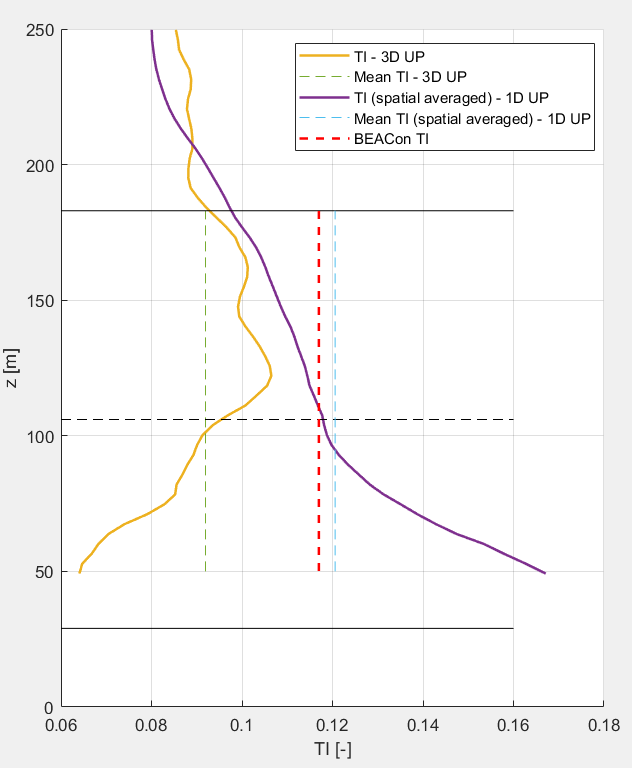 250
TI - 3D UP
Mean TI - 3D UP
TI (spatial averaged) - 1D UP
Mean TI (spatial averaged) - 1D UP
BEACon TI
200
150
z [m]
100
50
0
0.06 0.08 0.1 0.12 0.14 0.16 0.18
TI [-]